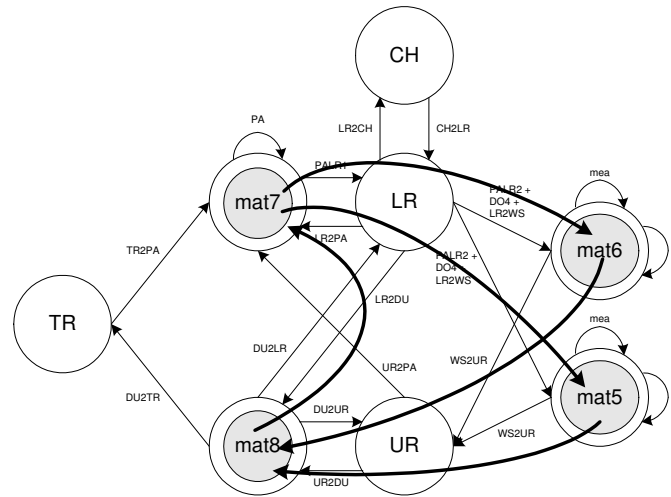 CH
LR2CH
CH2LR
PA
PALR1
mea
mat7
LR
PALR2 +
DO4 +
LR2WS
LR2PA
mat6
TR2PA
PALR2 +
DO4
LR2WS
LR2DU
TR
mea
DU2LR
UR2PA
WS2UR
DU2TR
mat5
DU2UR
WS2UR
mat8
UR
UR2DU